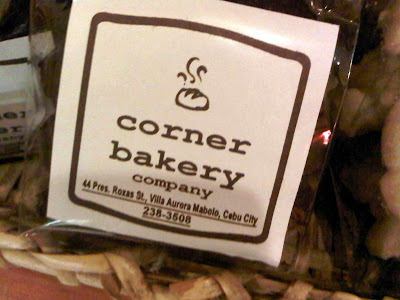 corner
bakery
company
44 Pres. Roxas St., Villa Aurora Mabolo, Cebu City
238-3508